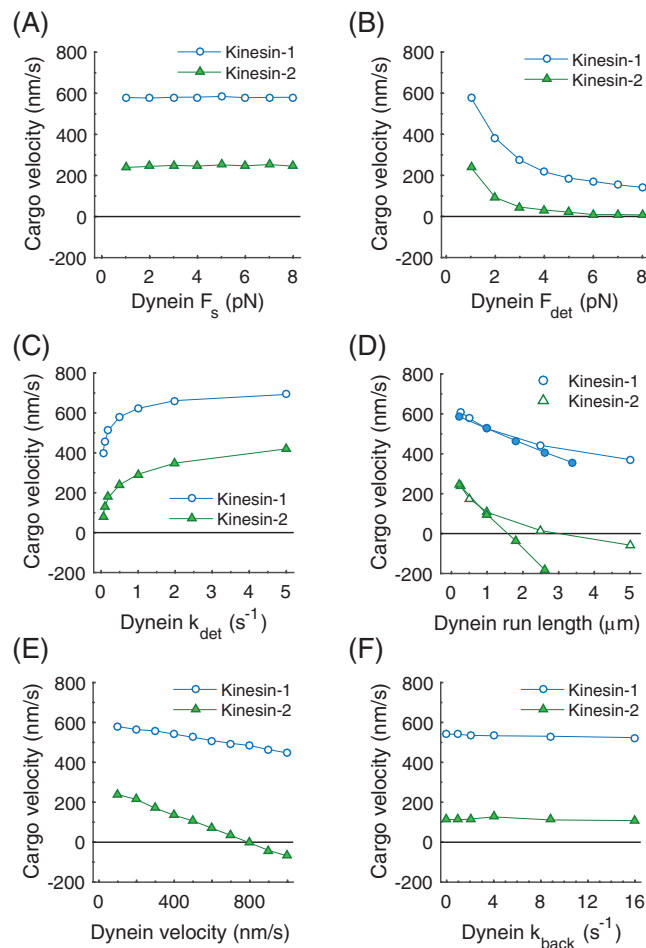 (A)
800
600
400
200
0
-200
Cargo velocity (nm/s)
Kinesin-1
Kinesin-2
0 2 4 6 8
Dynein Fs (pN)
(B)
800
600
400
200
0
-200
Cargo velocity (nm/s)
Kinesin-1
Kinesin-2
0 2 4 6 8
Dynein Fdet (pN)
(C)
800
600
400
200
0
-200
Cargo velocity (nm/s)
Kinesin-1
Kinesin-2
0 1 2 3 4 5
Dynein kdet (s-1)
(D)
800
600
400
200
0
-200
Cargo velocity (nm/s)
Kinesin-1
Kinesin-2
0 1 2 3 4 5
Dynein run length (μm)
(E)
800
600
400
200
0
-200
Cargo velocity (nm/s)
Kinesin-1
Kinesin-2
0 400 800
Dynein velocity (nm/s)
(F)
800
600
400
200
0
-200
Cargo velocity (nm/s)
Kinesin-1
Kinesin-2
0 4 8 12 16
Dynein kback (s-1)